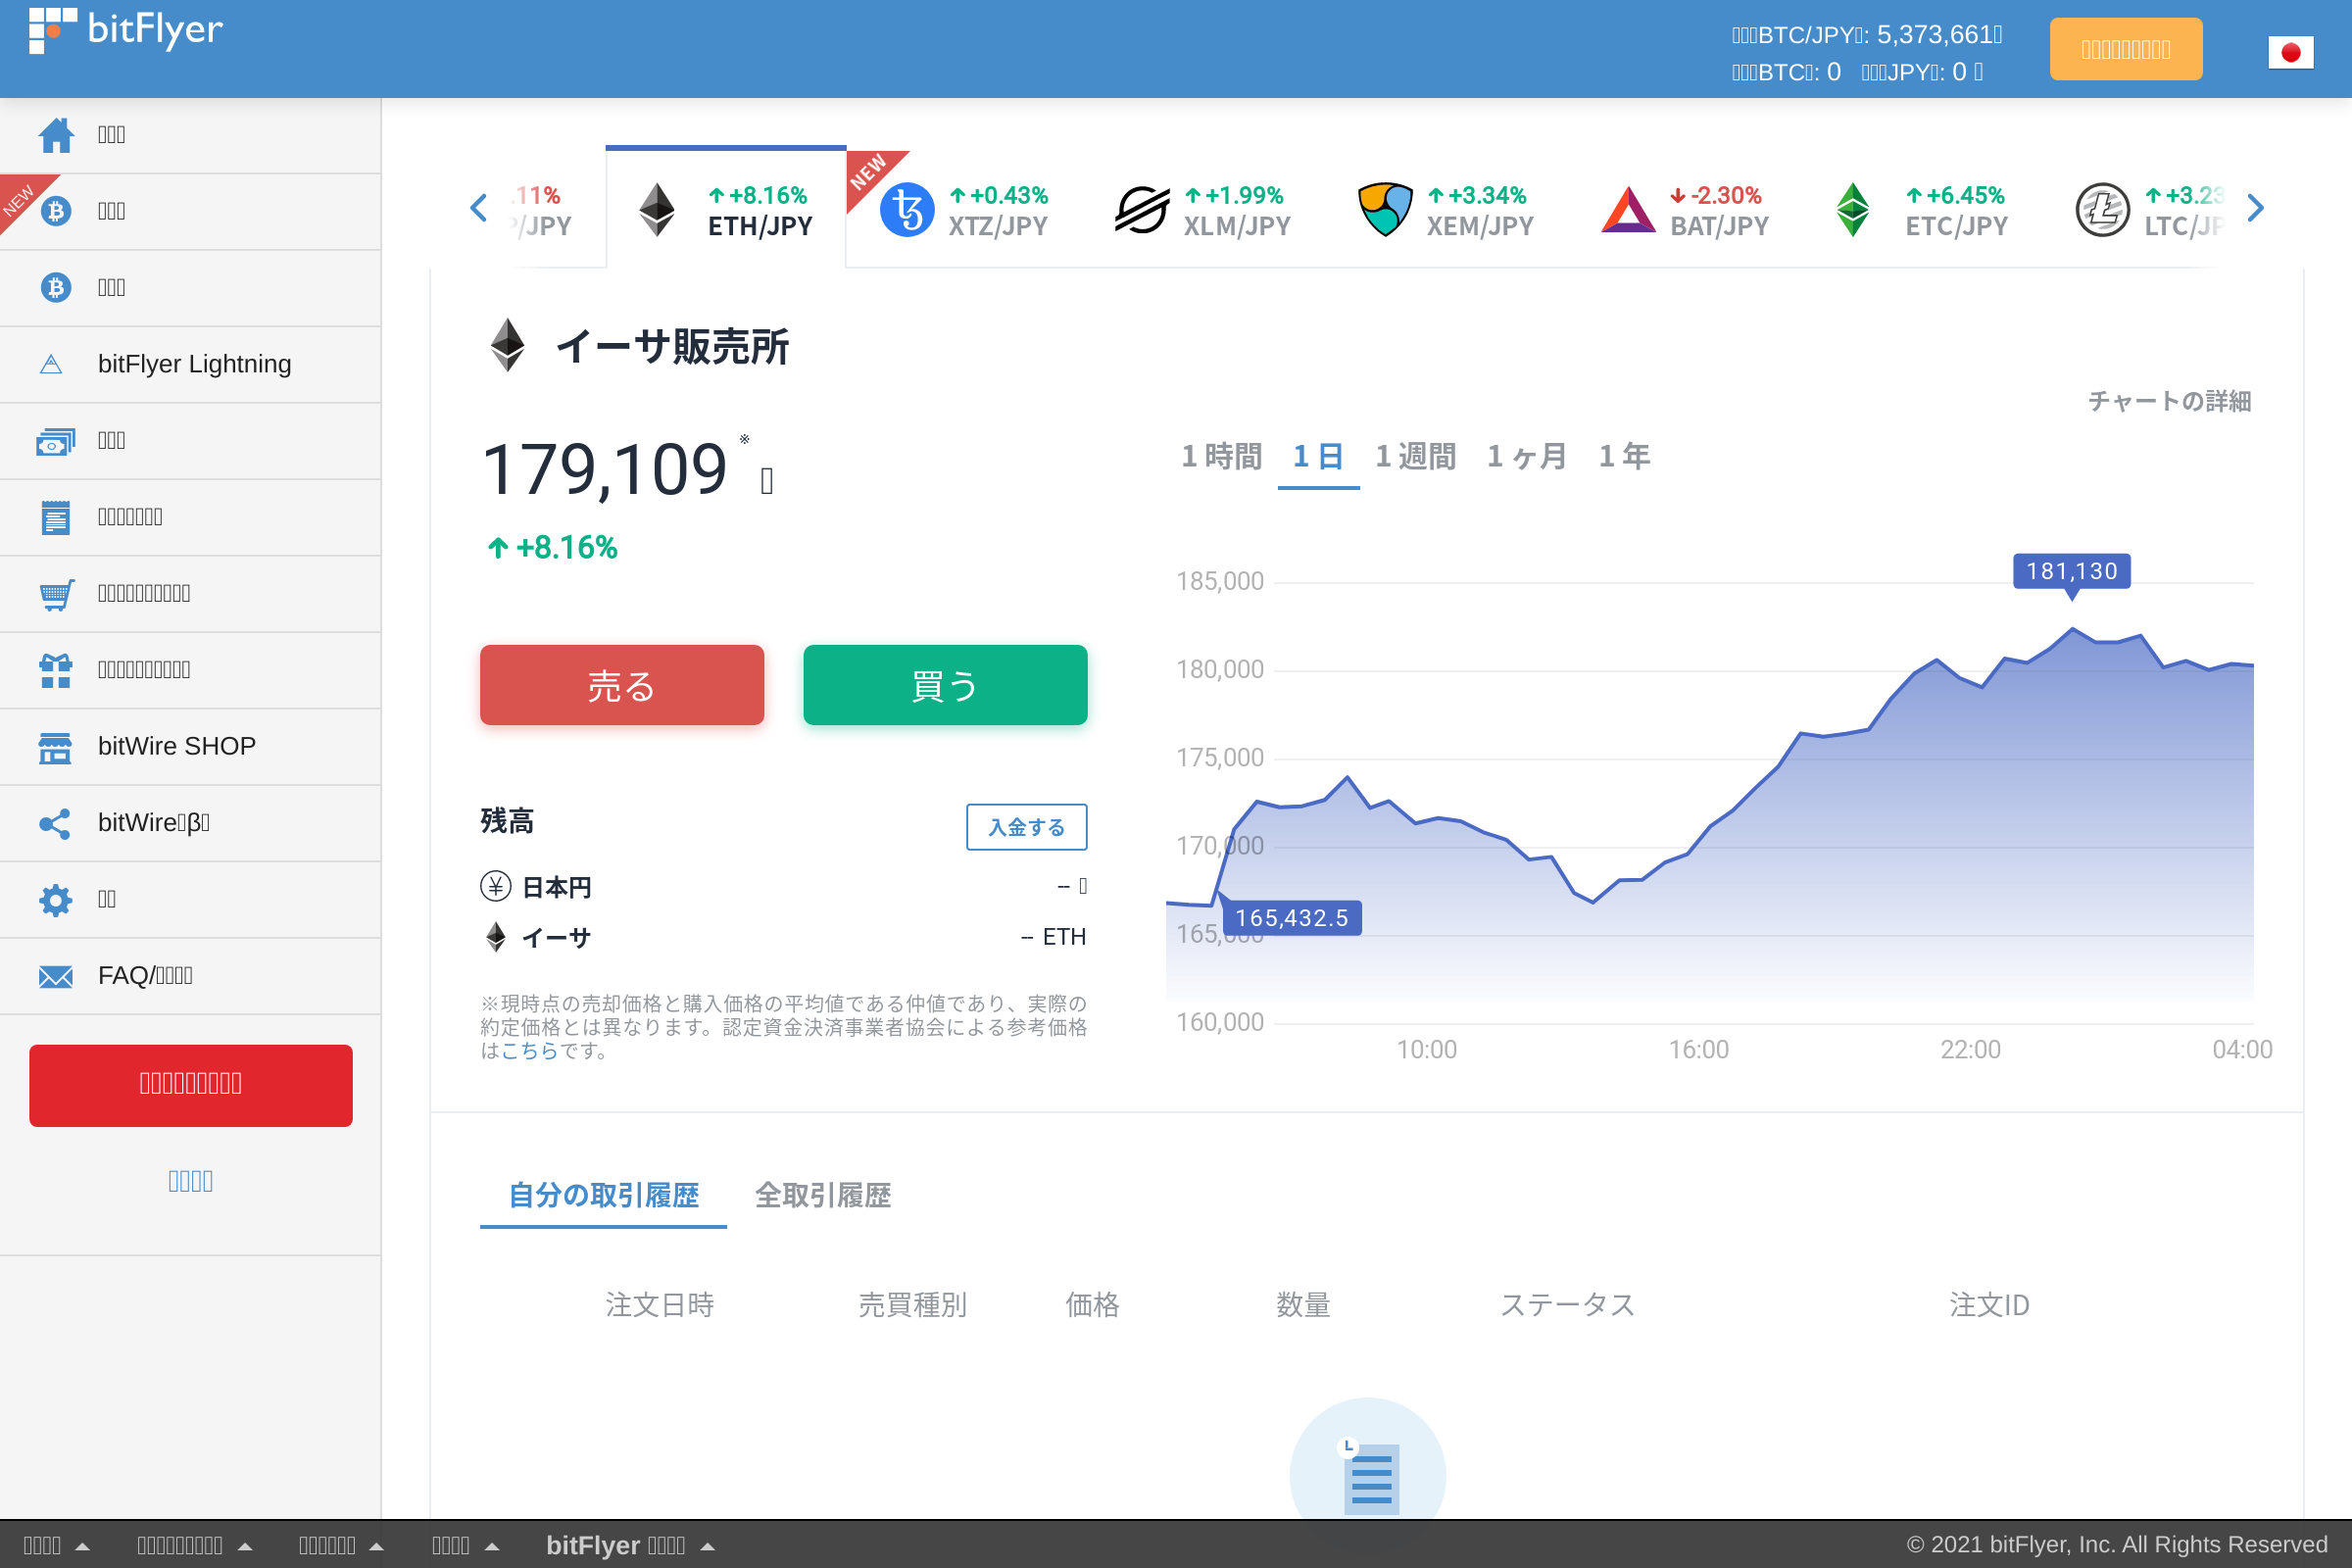 bitFlyer
BTC/JPY : 5,373,661
BTC : 0 JPY : 0
NEW
bitFlyer Lightning
bitWire SHOP
bitWire β
FAQ/
.11%
/JPY
+8.16%
ETH/JPY
NEW
+0.43%
XTZ/JPY
+1.99%
XLM/JPY
+3.34%
XEM/JPY
-2.30%
BAT/JPY
+6.45%
ETC/JPY
+3.23
LTC/JP
イーサ販売所
チャートの詳細
179,109 ※
+8.16%
1 時間 1 日 1 週間 1 ヶ月 1 年
売る 買う
残高 入金する
日本円 --
イーサ -- ETH
※現時点の売却価格と購入価格の平均値である仲値であり、実際の
約定価格とは異なります。認定資金決済事業者協会による参考価格
はこちらです。
181,130
185,000
180,000
175,000
170,000
165,432.5
165,000
160,000
10:00 16:00 22:00 04:00
自分の取引履歴 全取引履歴
注文日時 売買種別 価格 数量 ステータス 注文ID
bitFlyer
© 2021 bitFlyer, Inc. All Rights Reserved